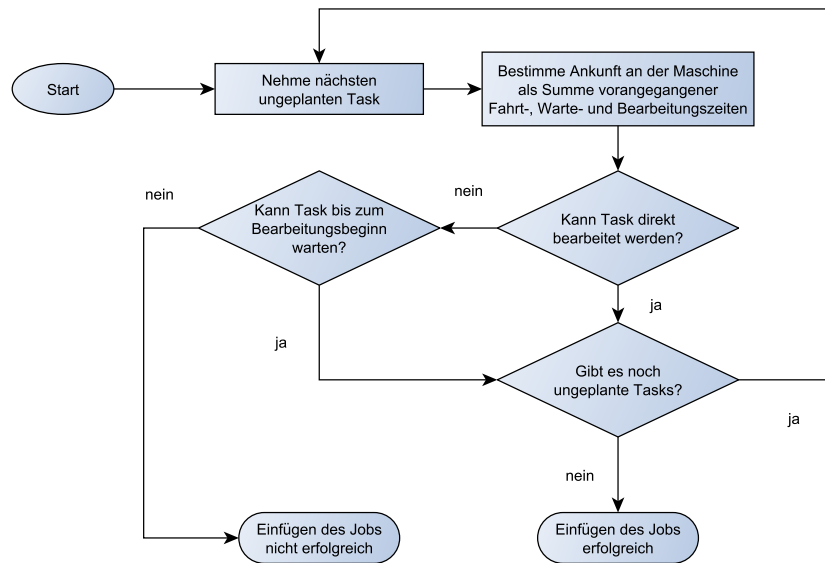 Start
Nehme nächsten
ungeplanten Task
Bestimme Ankunft an der Maschine
als Summe vorangegangener
Fahrt-, Warte- und Bearbeitungszeiten
nein
Kann Task bis zum
Bearbeitungsbeginn
warten?
nein
Kann Task direkt
bearbeitet werden?
ja
ja
Gibt es noch
ungeplante Tasks?
ja
nein
Einfügen des Jobs
nicht erfolgreich
Einfügen des Jobs
erfolgreich